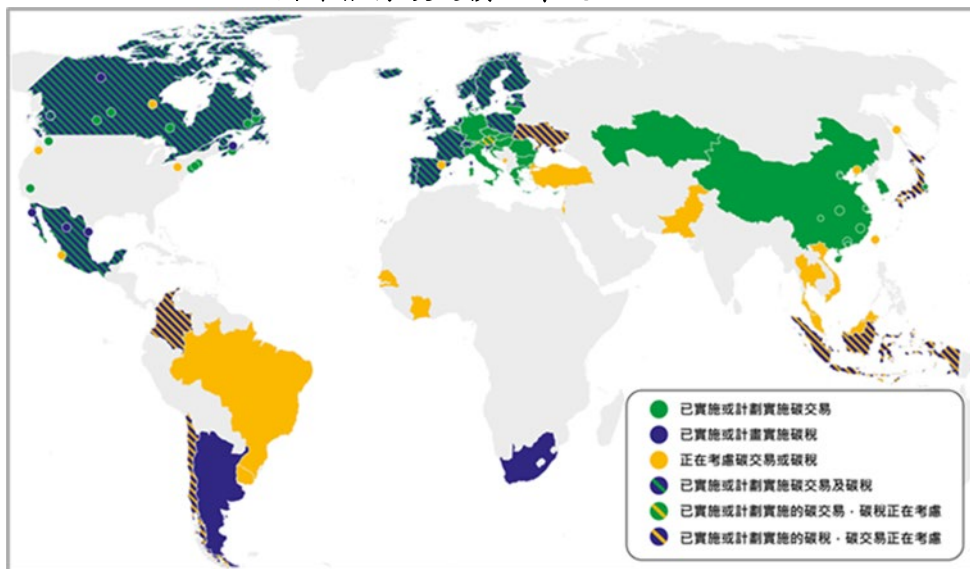 已實施或計劃實施碳交易
已實施或計畫實施碳稅
正在考慮碳交易或碳稅
已實施或計劃實施碳交易及碳稅
已實施或計劃實施的碳交易，碳稅正在考慮
已實施或計劃實施的碳稅，碳交易正在考慮